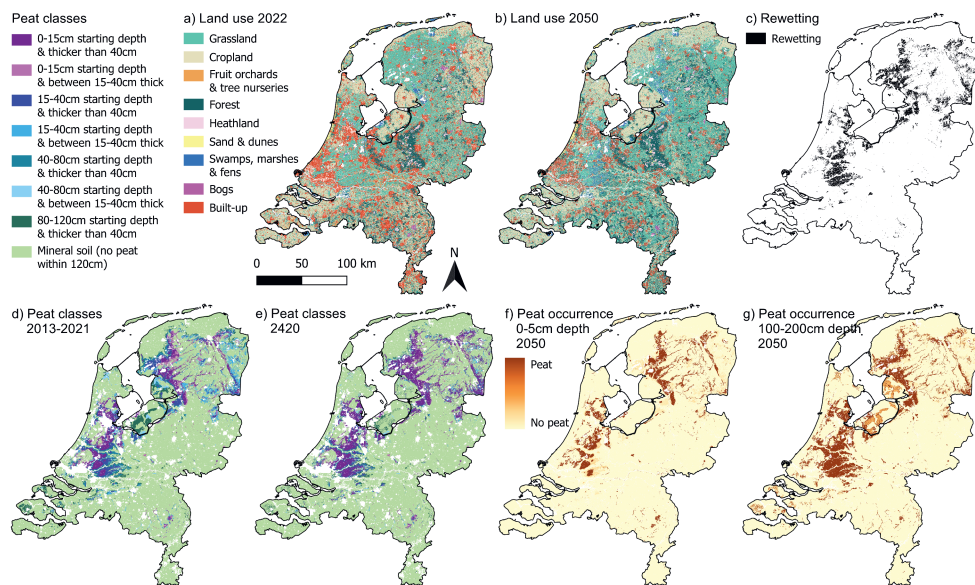 Peat classes
0-15cm starting depth
& thicker than 40cm
0-15cm starting depth
& between 15-40cm thick
15-40cm starting depth
& thicker than 40cm
15-40cm starting depth
& between 15-40cm thick
40-80cm starting depth
& thicker than 40cm
40-80cm starting depth
& between 15-40cm thick
80-120cm starting depth
& thicker than 40cm
Mineral soil (no peat
within 120cm)
a) Land use 2022
Grassland
Cropland
Fruit orchards
& tree nurseries
Forest
Heathland
Sand & dunes
Swamps, marshes
& fens
Bogs
Built-up
0 50 100 km
N
b) Land use 2050
c) Rewetting
Rewetting
d) Peat classes
2013-2021
e) Peat classes
2420
f) Peat occurrence
0-5cm depth
2050
Peat
No peat
g) Peat occurrence
100-200cm depth
2050